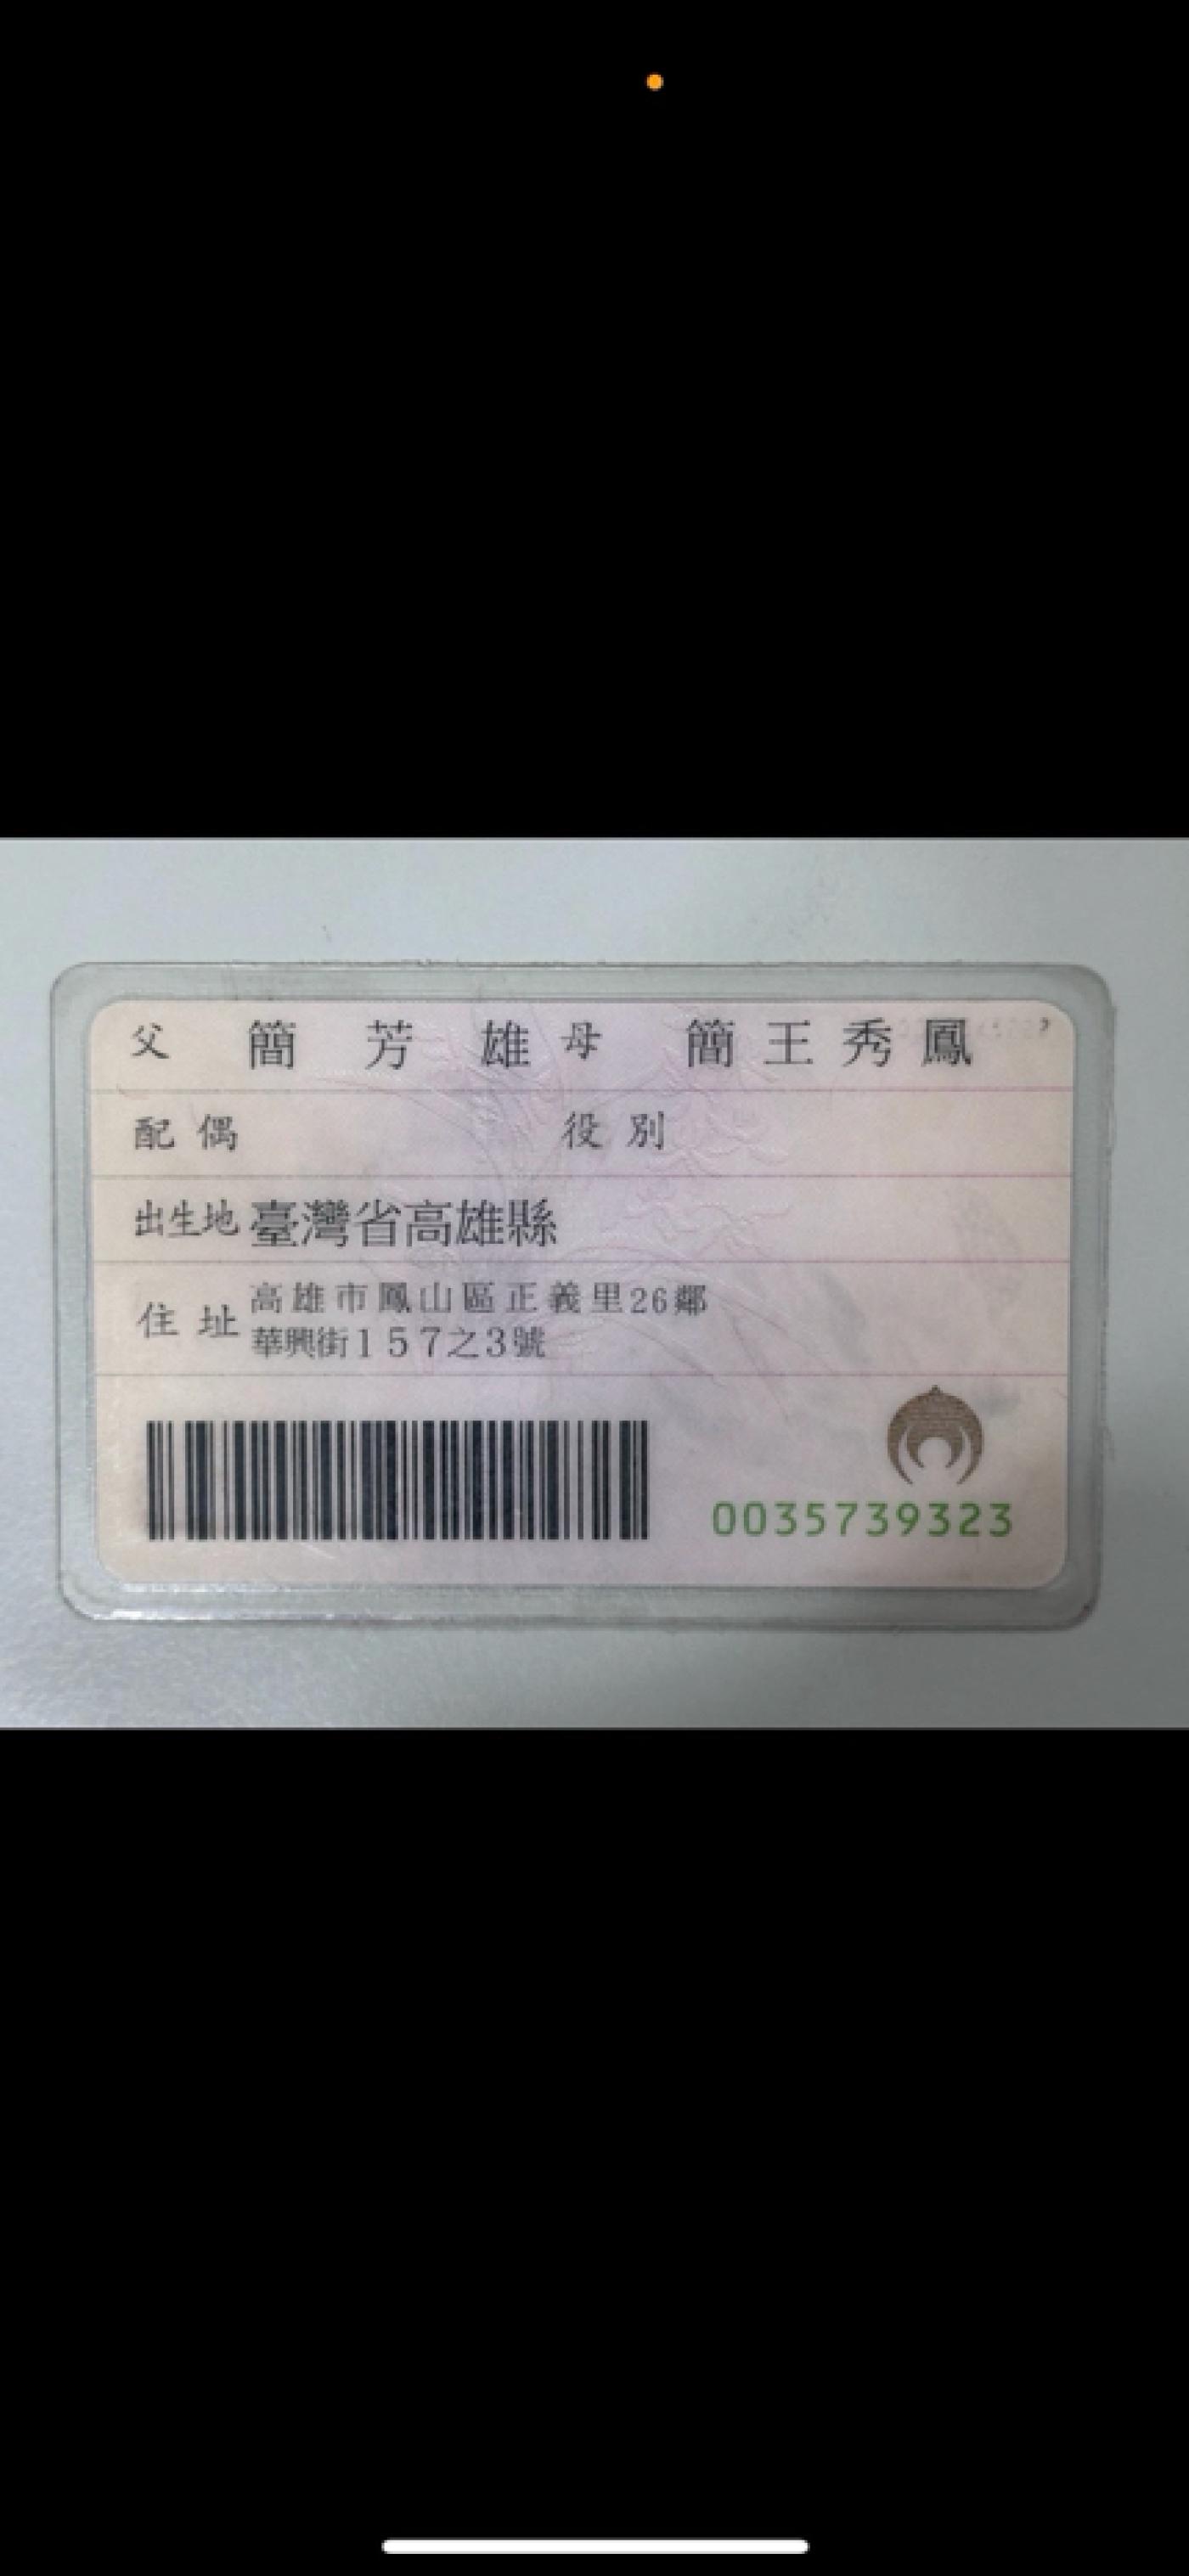 父 簡芳雄 母 簡王秀鳳
配偶 役別
出生地 臺灣省高雄縣
住址 高雄市鳳山區正義里26鄰
華興街157之3號
0035739323